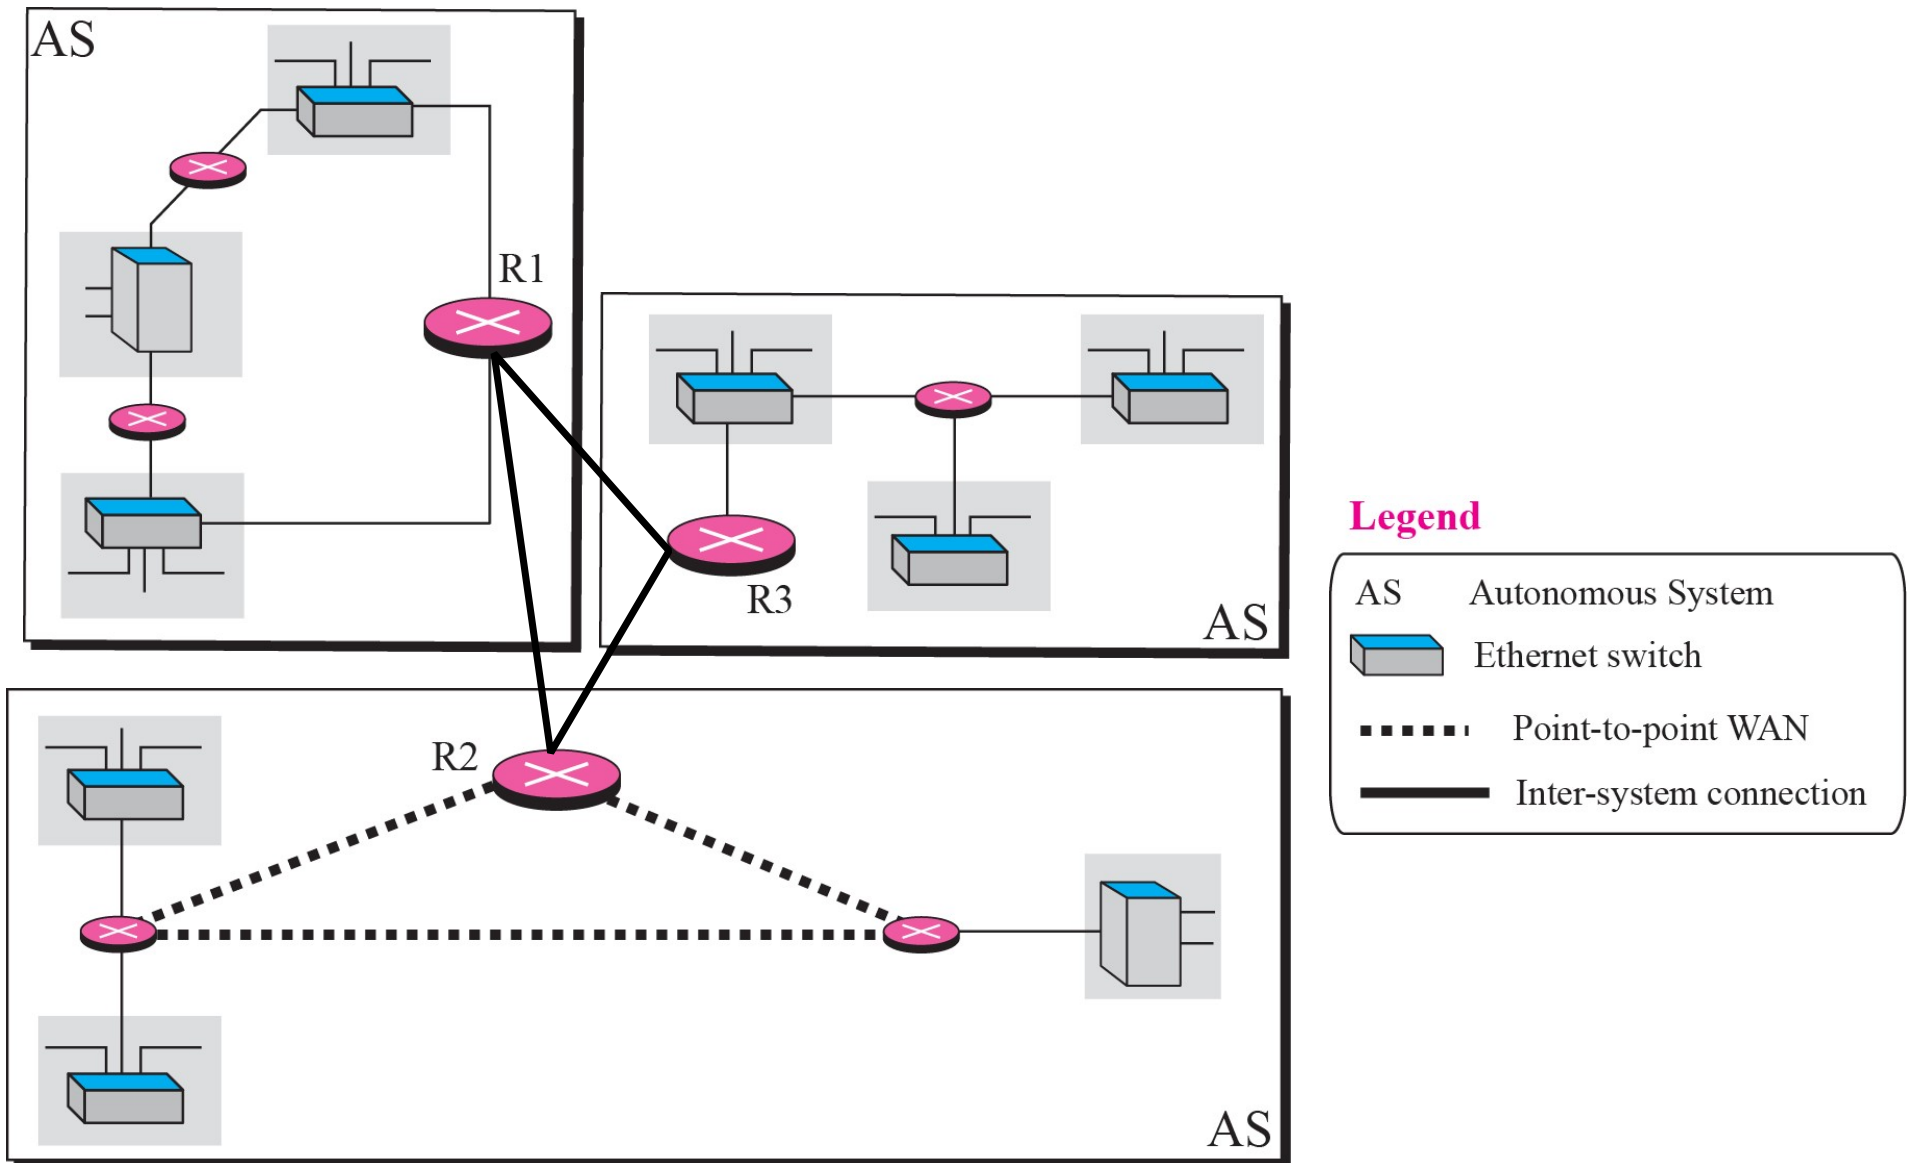 AS
R1
R3
AS
R2
AS
Legend
AS Autonomous System
Ethernet switch
Point-to-point WAN
Inter-system connection